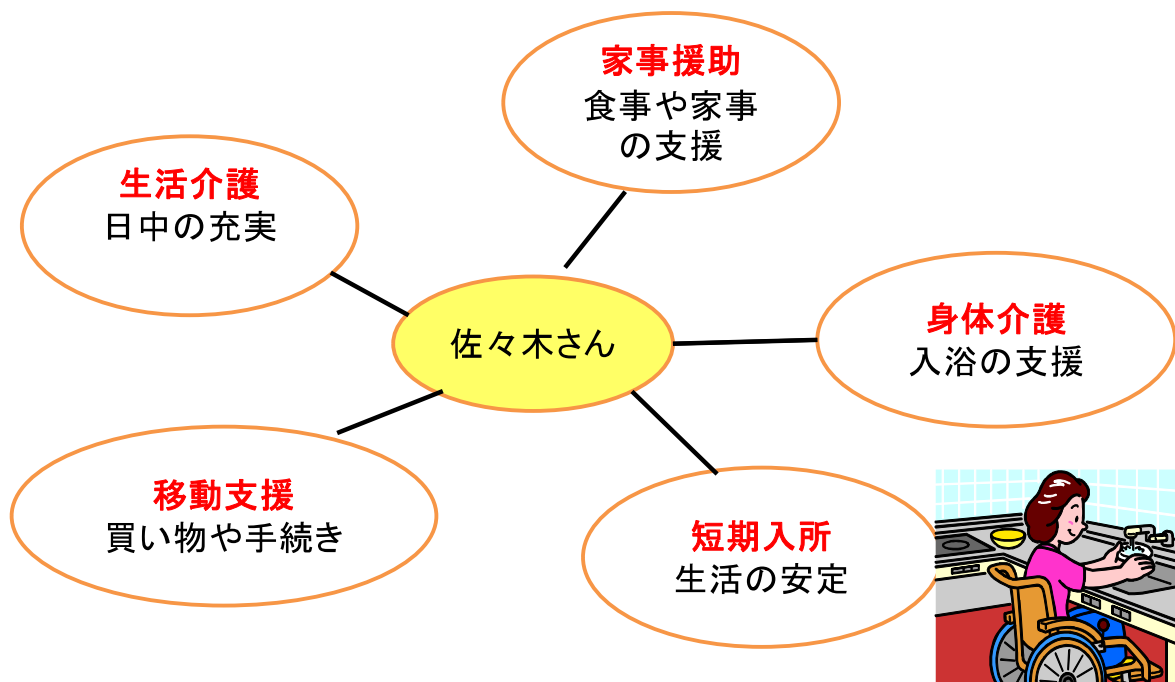 家事援助
食事や家事
の支援
生活介護
日中の充実
佐々木さん
身体介護
入浴の支援
移動支援
買い物や手続き
短期入所
生活の安定